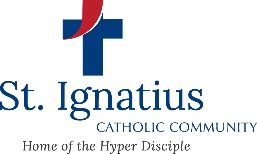 St. Ignatius
CATHOLIC COMMUNITY
Home of the Hyper Disciple